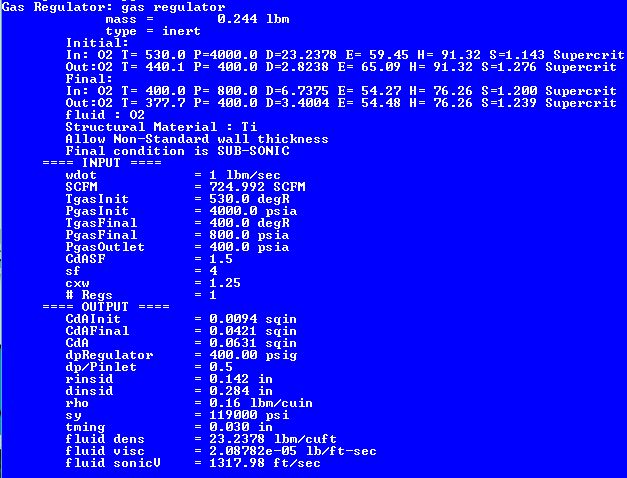 Gas Regulator: gas regulator
mass = 0.244 lbm
type = inert
Initial:
In: O2 T= 530.0 P=4000.0 D=23.2378 E= 59.45 H= 91.32 S=1.143 Supercrit
Out:O2 T= 440.1 P= 400.0 D=2.8238 E= 65.09 H= 91.32 S=1.276 Supercrit
Final:
In: O2 T= 400.0 P= 800.0 D=6.7375 E= 54.27 H= 76.26 S=1.200 Supercrit
Out:O2 T= 377.7 P= 400.0 D=3.4004 E= 54.48 H= 76.26 S=1.239 Supercrit
fluid : O2
Structural Material : Ti
Allow Non-Standard wall thickness
Final condition is SUB-SONIC
==== INPUT ====
wdot = 1 lbm/sec
SCFM = 724.992 SCFM
TgasInit = 530.0 degR
PgasInit = 4000.0 psia
TgasFinal = 400.0 degR
PgasFinal = 800.0 psia
PgasOutlet = 400.0 psia
CdASF = 1.5
sf = 4
cxw = 1.25
# Regs = 1
==== OUTPUT ====
CdAInit = 0.0094 sqin
CdAFinal = 0.0421 sqin
CdA = 0.0631 sqin
dpRegulator = 400.00 psig
dp/Pinlet = 0.5
rinsid = 0.142 in
dinsid = 0.284 in
rho = 0.16 lbm/cuin
sy = 119000 psi
tming = 0.030 in
fluid dens = 23.2378 lbm/cuft
fluid visc = 2.08782e-05 lb/ft-sec
fluid sonicV = 1317.98 ft/sec